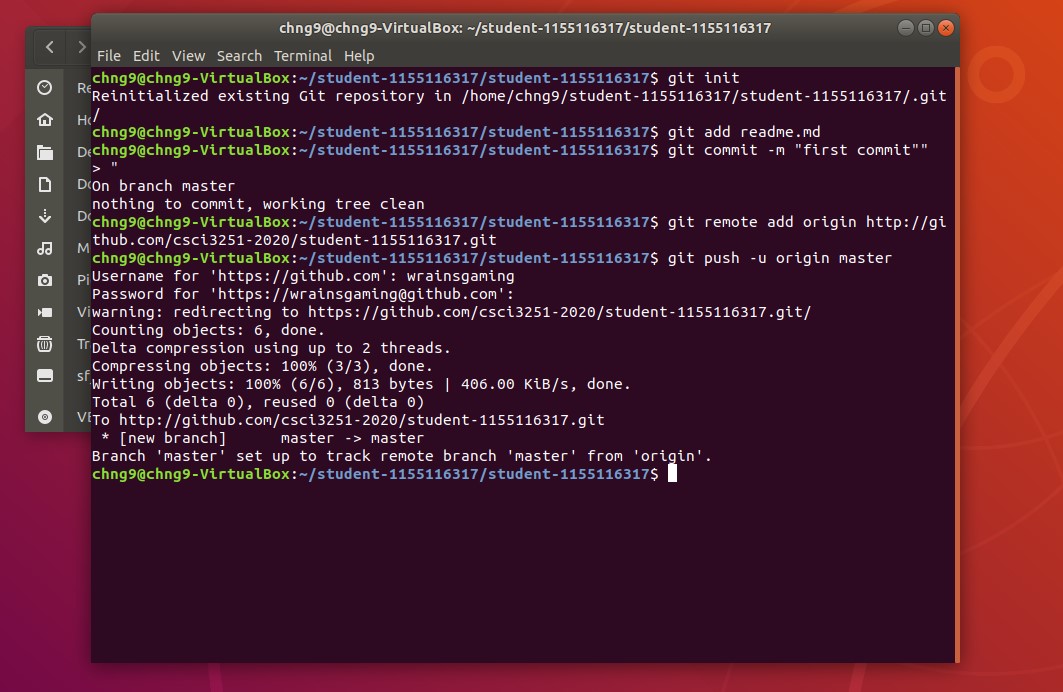 chng9@chng9-VirtualBox: ~/student-1155116317/student-1155116317
File Edit View Search Terminal Help
chng9@chng9-VirtualBox:~/student-1155116317/student-1155116317$ git init
Reinitialized existing Git repository in /home/chng9/student-1155116317/student-1155116317/.git
/
chng9@chng9-VirtualBox:~/student-1155116317/student-1155116317$ git add readme.md
chng9@chng9-VirtualBox:~/student-1155116317/student-1155116317$ git commit -m "first commit""
> "
On branch master
nothing to commit, working tree clean
chng9@chng9-VirtualBox:~/student-1155116317/student-1155116317$ git remote add origin http://gi
thub.com/csci3251-2020/student-1155116317.git
chng9@chng9-VirtualBox:~/student-1155116317/student-1155116317$ git push -u origin master
Username for 'https://github.com': wrainsgaming
Password for 'https://wrainsgaming@github.com':
warning: redirecting to https://github.com/csci3251-2020/student-1155116317.git/
Counting objects: 6, done.
Delta compression using up to 2 threads.
Compressing objects: 100% (3/3), done.
Writing objects: 100% (6/6), 813 bytes | 406.00 KiB/s, done.
Total 6 (delta 0), reused 0 (delta 0)
To http://github.com/csci3251-2020/student-1155116317.git
 * [new branch]      master -> master
Branch 'master' set up to track remote branch 'master' from 'origin'.
chng9@chng9-VirtualBox:~/student-1155116317/student-1155116317$
Re
Ho
De
Do
Do
M
Pi
Vi
Tr
sf
VB